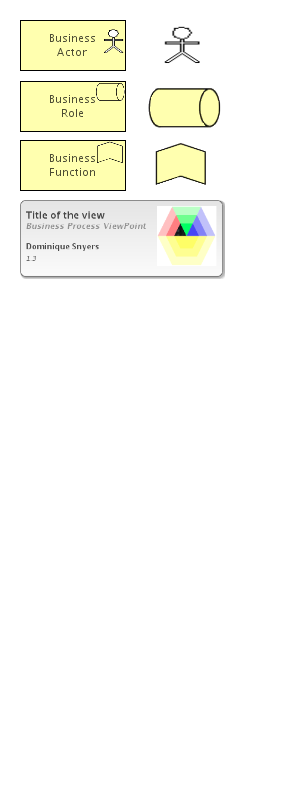 Business
Actor
Business
Role
Business
Function
Title of the view
Business Process ViewPoint
Dominique Snyers
1.3